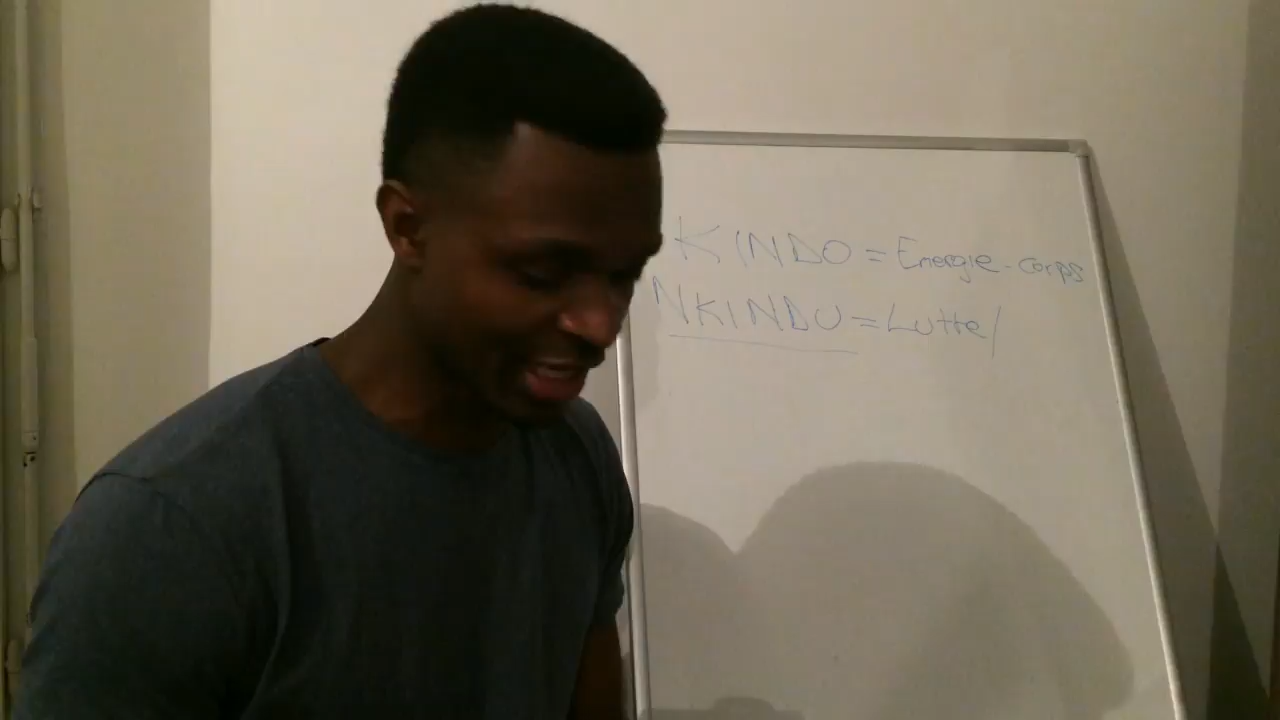 KINDO = Energie-corps
NKINDU = Lutte/